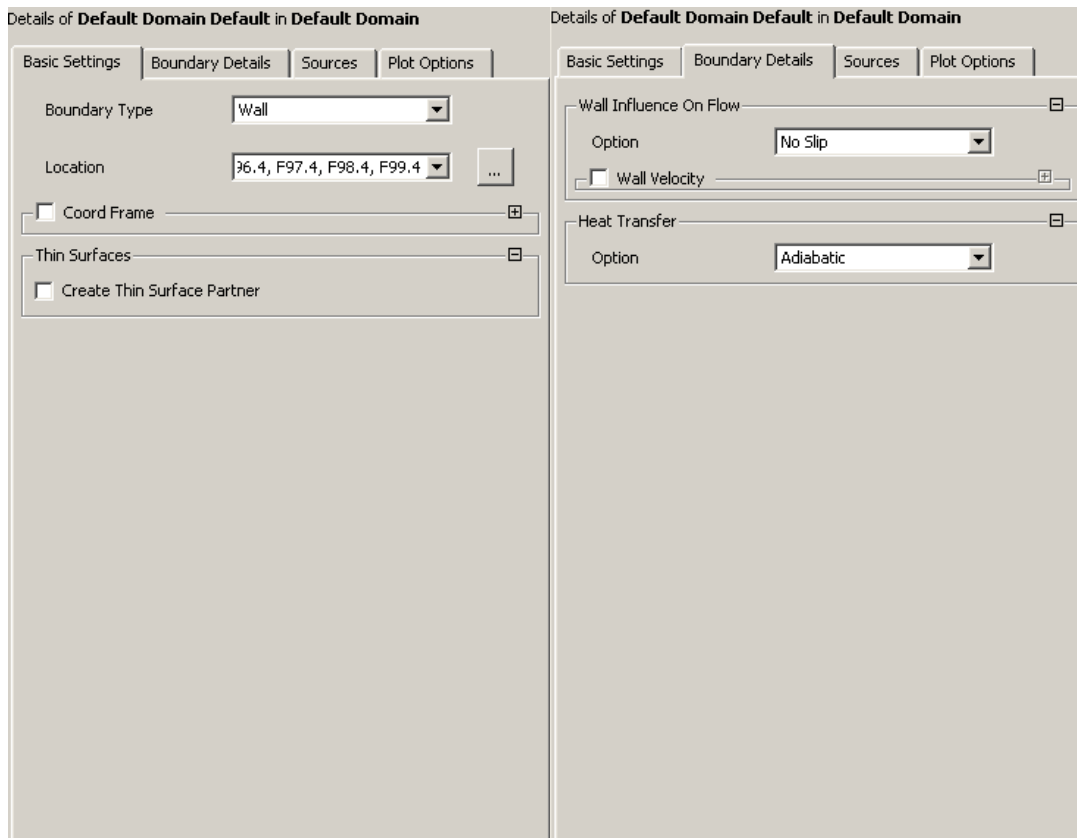 Details of Default Domain Default in Default Domain
Basic Settings Boundary Details Sources Plot Options
Boundary Type Wall
Location 96.4, F97.4, F98.4, F99.4 ...
Coord Frame
Thin Surfaces
Create Thin Surface Partner
Details of Default Domain Default in Default Domain
Basic Settings Boundary Details Sources Plot Options
Wall Influence On Flow
Option No Slip
Wall Velocity
Heat Transfer
Option Adiabatic